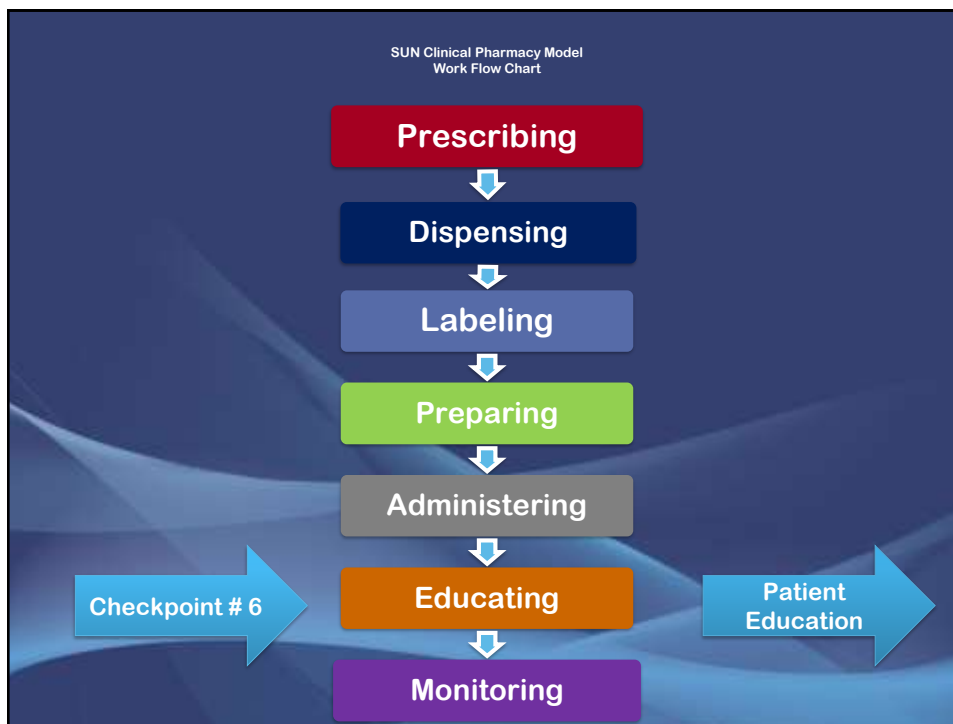 SUN Clinical Pharmacy Model
Work Flow Chart
Prescribing
Dispensing
Labeling
Preparing
Administering
Checkpoint # 6
Educating
Patient
Education
Monitoring